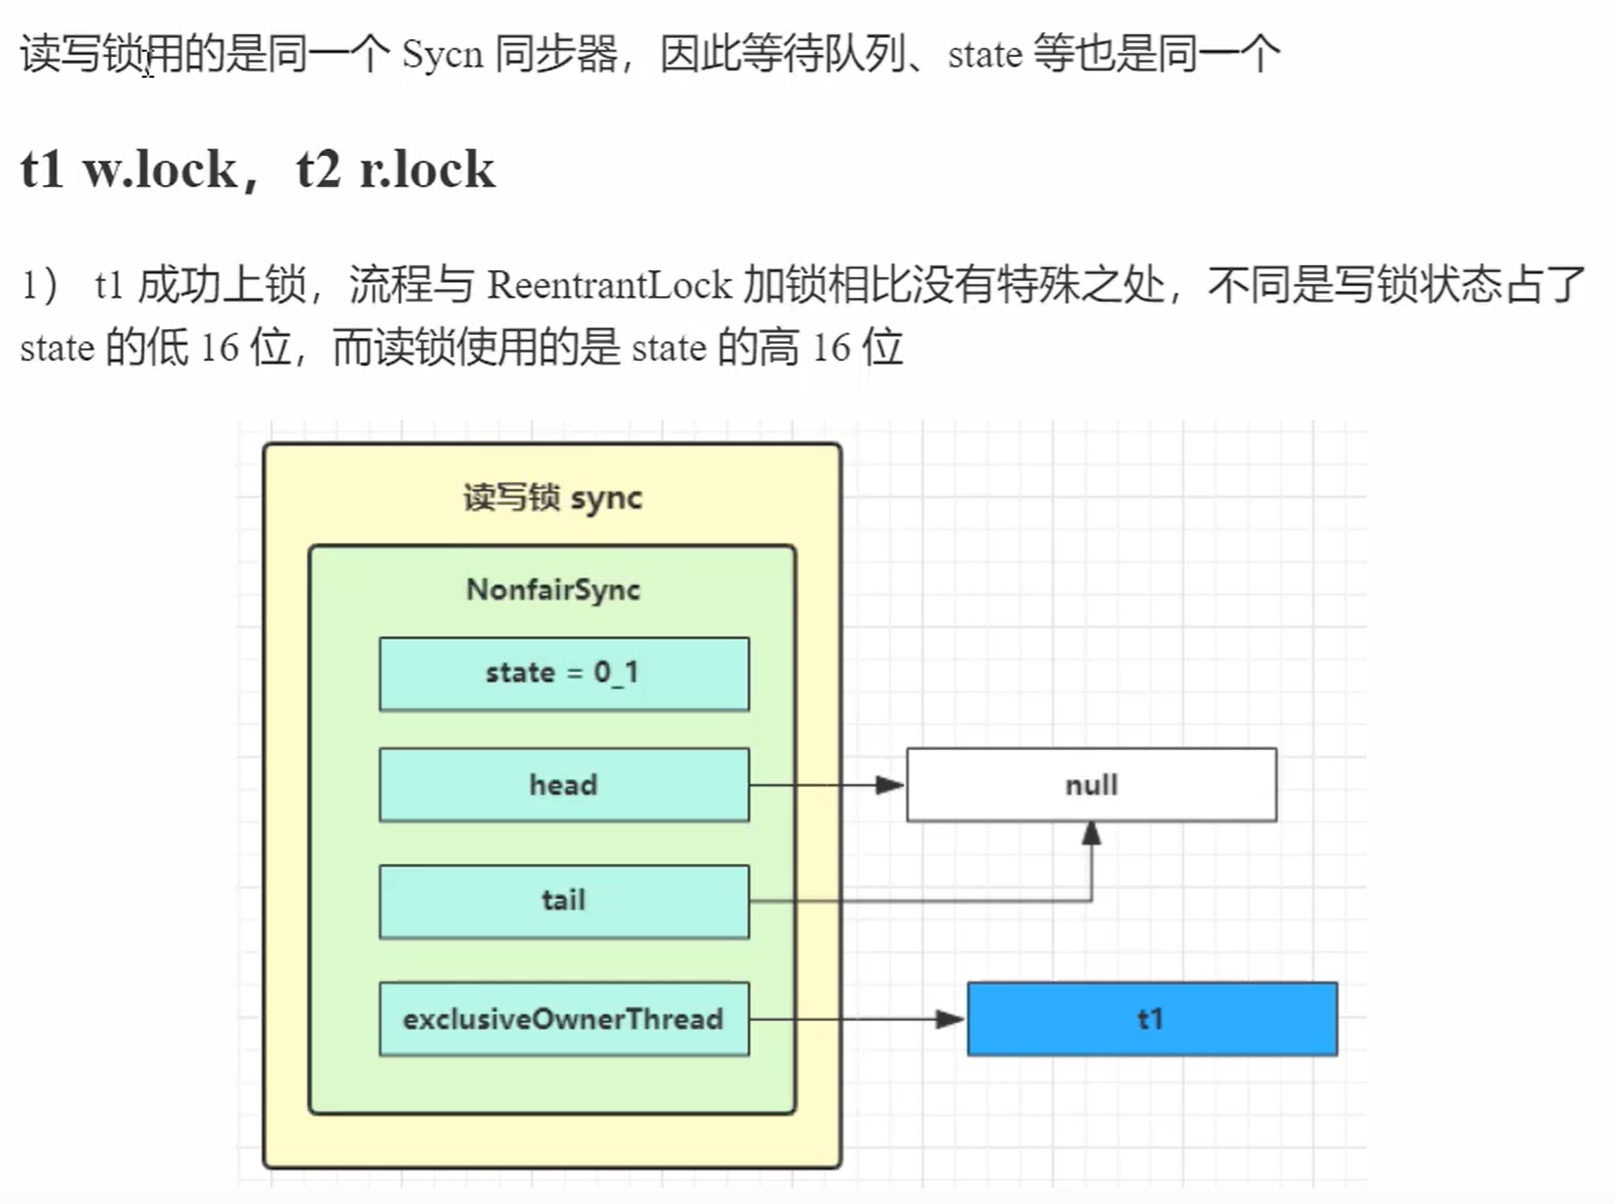 读写锁用的是同一个 Sycn 同步器，因此等待队列、state 等也是同一个
t1 w.lock，t2 r.lock
1） t1 成功上锁，流程与 ReentrantLock 加锁相比没有特殊之处，不同是写锁状态占了
state 的低 16 位，而读锁使用的是 state 的高 16 位
读写锁 sync
NonfairSync
state = 0_1
head
null
tail
exclusiveOwnerThread
t1